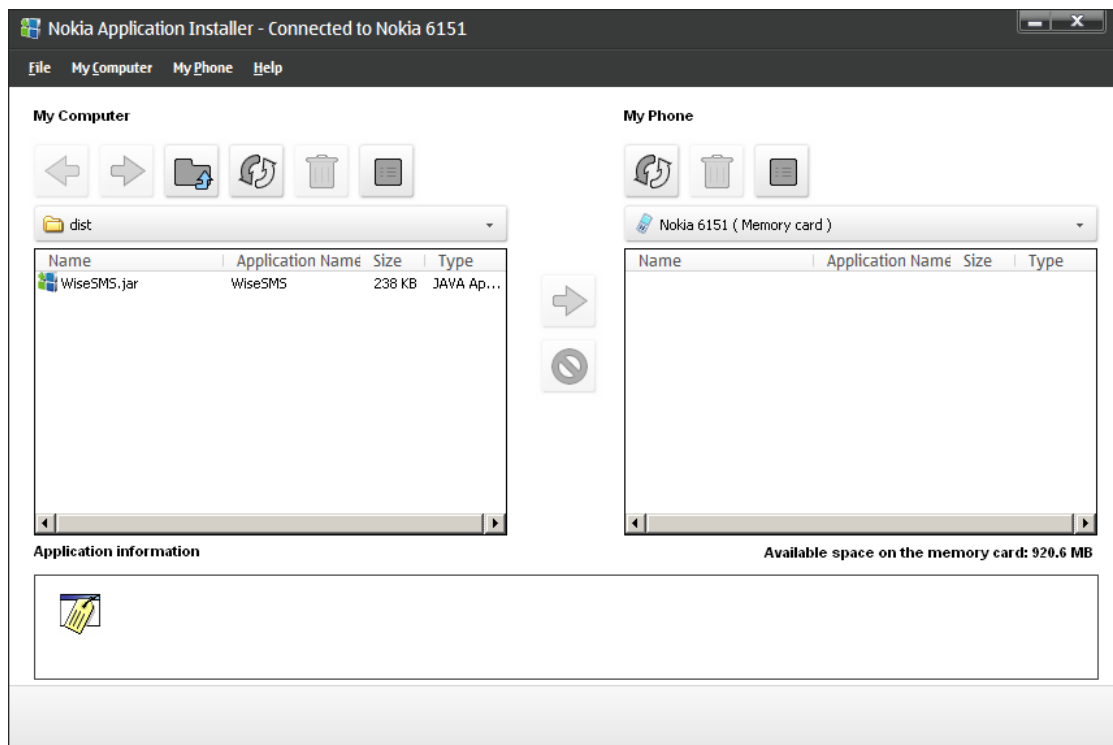 Nokia Application Installer - Connected to Nokia 6151
File My Computer My Phone Help
My Computer
My Phone
dist
Nokia 6151 ( Memory card )
Name Application Name Size Type
Name Application Name Size Type
WiseSMS.jar WiseSMS 238 KB JAVA Ap...
Application information
Available space on the memory card: 920.6 MB